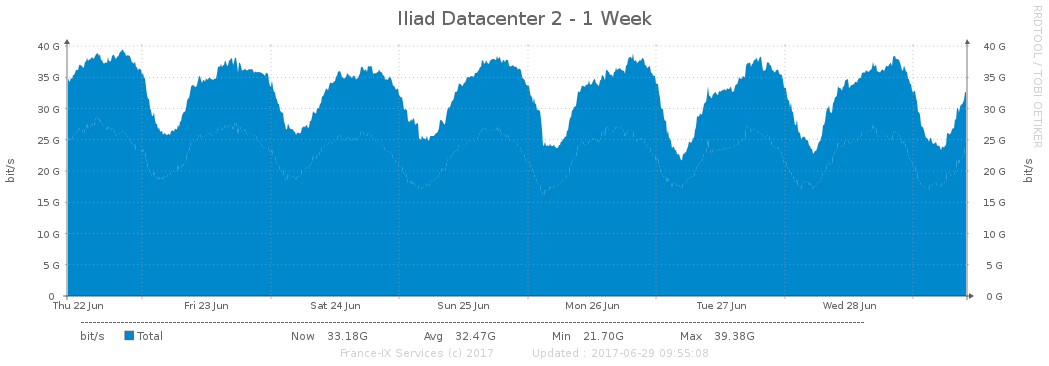 Iliad Datacenter 2 - 1 Week
RRDTOOL / TOBI OETIKER
40 G 40 G
35 G 35 G
30 G 30 G
25 G 25 G
20 G 20 G
bit/s bit/s
15 G 15 G
10 G 10 G
5 G 5 G
0 0 G
Thu 22 Jun Fri 23 Jun Sat 24 Jun Sun 25 Jun Mon 26 Jun Tue 27 Jun Wed 28 Jun
bit/s Total Now 33.18G Avg 32.47G Min 21.70G Max 39.38G
France-IX Services (c) 2017 Updated : 2017-06-29 09:55:08